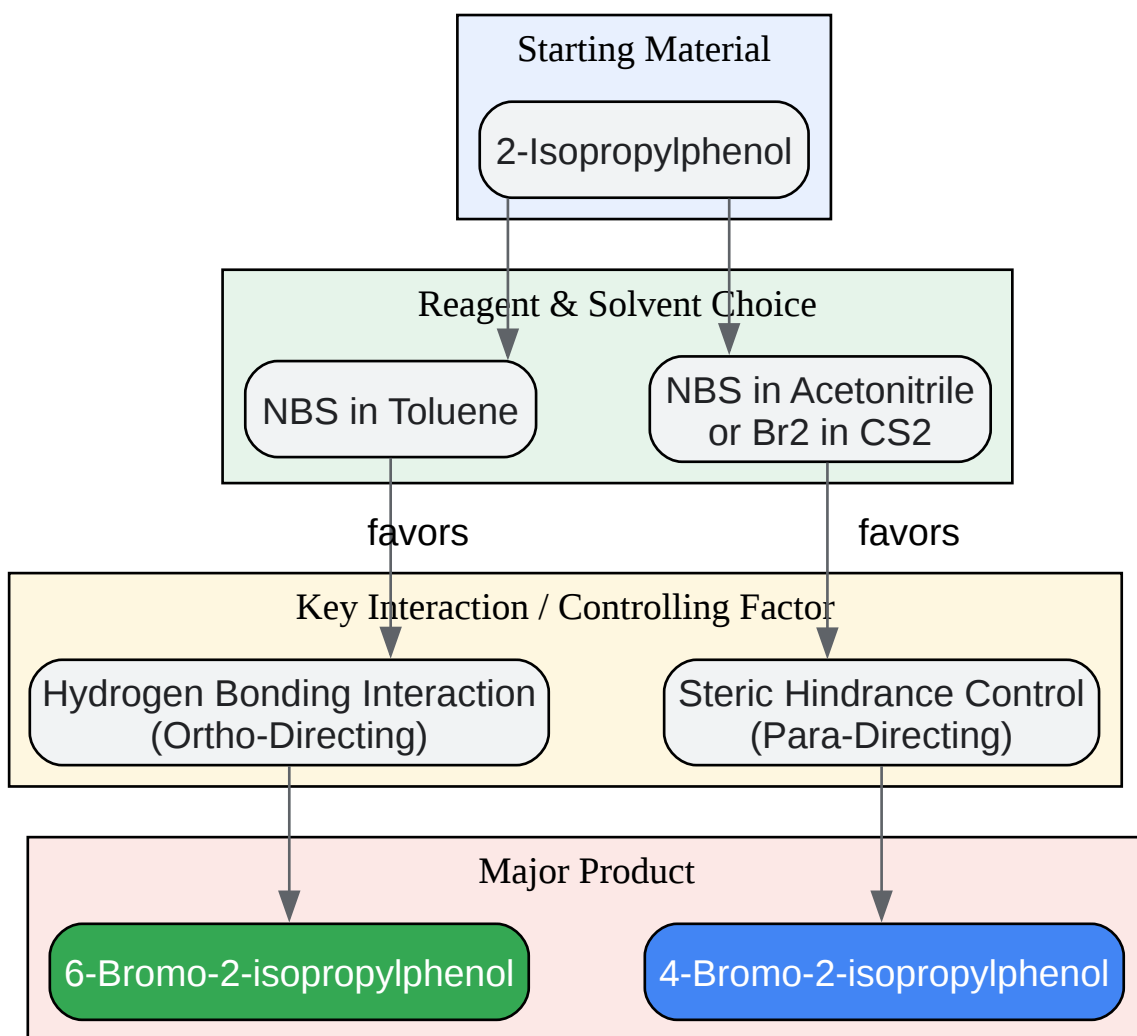 Starting Material
2-Isopropylphenol
Reagent & Solvent Choice
NBS in Toluene
NBS in Acetonitrile
or Br2 in CS2
favors
favors
Key Interaction / Controlling Factor
Hydrogen Bonding Interaction
(Ortho-Directing)
Steric Hindrance Control
(Para-Directing)
Major Product
6-Bromo-2-isopropylphenol
4-Bromo-2-isopropylphenol